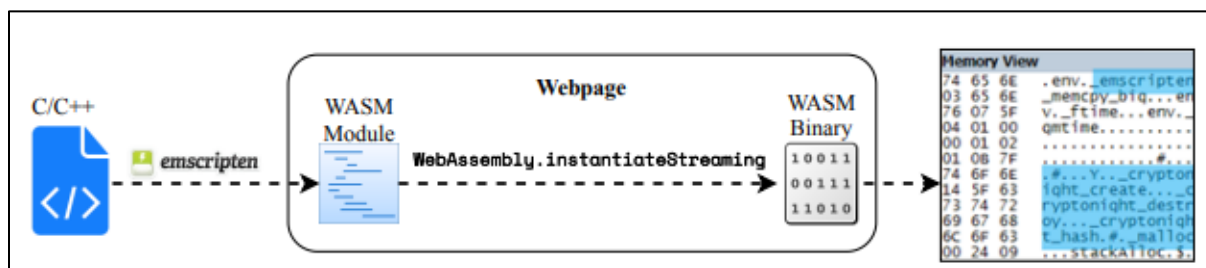 C/C++
</>
emscripten
Webpage
WASM
Module
WebAssembly.instantiateStreaming
WASM
Binary
10011
00111
11010
Memory View
74 65 6E .env._emscripten
03 65 6E _memcpy_big...en
76 07 5F v._ftime...env._
04 01 00 gmtime..........
00 01 02 ................
01 0B 7F ............#...
74 6F 6E .#...Y.._crypton
14 5F 63 ight_create..._c
73 74 72 ryptonight_destr
69 67 68 oy..._cryptonigh
6C 6F 63 t_hash.#._malloc
00 24 09 ...stackAlloc.$.